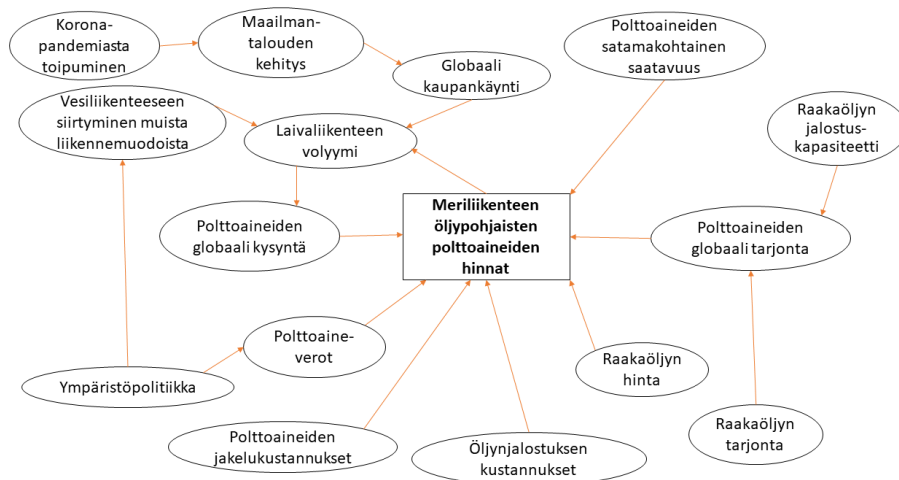 Korona-
pandemiasta
toipuminen
Maailman-
talouden
kehitys
Globaali
kaupankäynti
Polttoaineiden
satamakohtainen
saatavuus
Vesiliikenteeseen
siirtyminen muista
liikennemuodoista
Laivaliikenteen
volyymi
Raakaöljyn
jalostus-
kapasiteetti
Polttoaineiden
globaali kysyntä
Meriliikenteen
öljypohjaisten
polttoaineiden
hinnat
Polttoaineiden
globaali tarjonta
Polttoaine-
verot
Raakaöljyn
hinta
Ympäristöpolitiikka
Polttoaineiden
jakelukustannukset
Öljynjalostuksen
kustannukset
Raakaöljyn
tarjonta